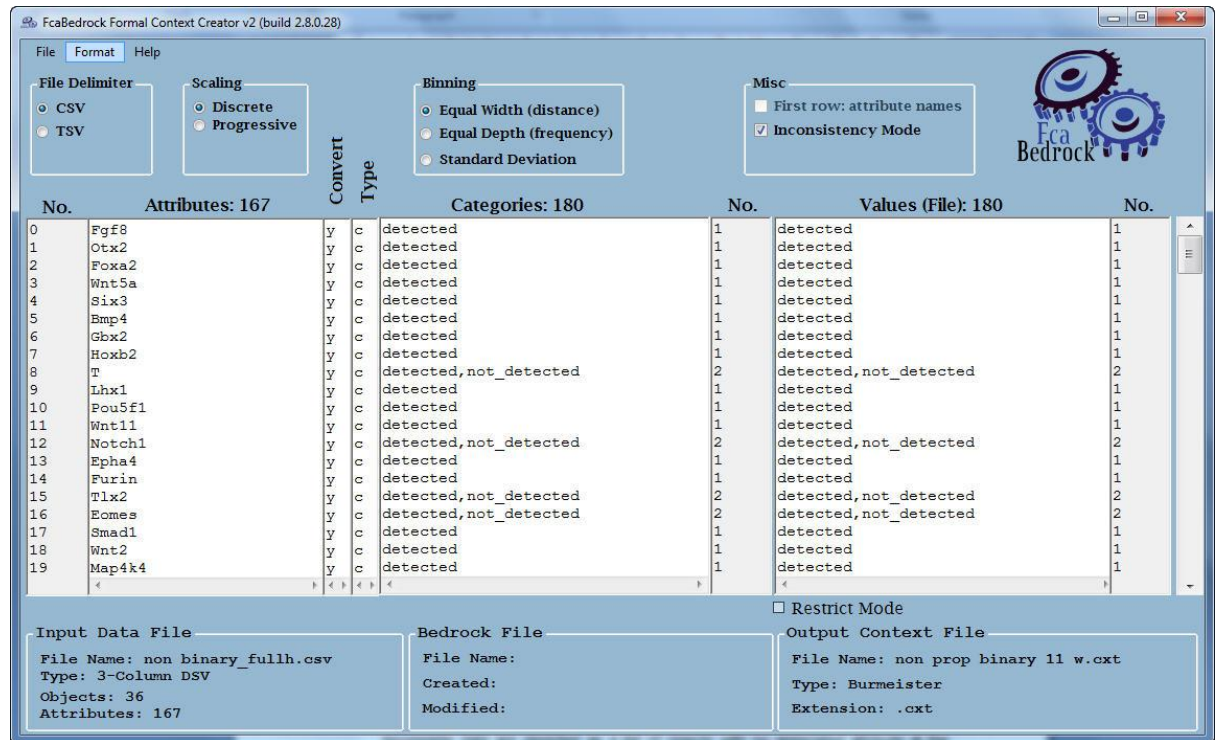 FcaBedrock Formal Context Creator v2 (build 2.8.0.28)
File Format Help
File Delimiter
CSV
TSV
Scaling
Discrete
Progressive
Convert
Type
Binning
Equal Width (distance)
Equal Depth (frequency)
Standard Deviation
Misc
First row: attribute names
Inconsistency Mode
Fca
Bedrock
No. Attributes: 167 Categories: 180 No. Values (File): 180 No.
0 Fgf8 y c detected 1 detected 1
1 Otx2 y c detected 1 detected 1
2 Foxa2 y c detected 1 detected 1
3 Wnt5a y c detected 1 detected 1
4 Six3 y c detected 1 detected 1
5 Bmp4 y c detected 1 detected 1
6 Gbx2 y c detected 1 detected 1
7 Hoxb2 y c detected 1 detected 1
8 T y c detected,not_detected 2 detected,not_detected 2
9 Lhx1 y c detected 1 detected 1
10 Pou5f1 y c detected 1 detected 1
11 Wnt11 y c detected 1 detected 1
12 Notch1 y c detected,not_detected 2 detected,not_detected 2
13 Epha4 y c detected 1 detected 1
14 Furin y c detected 1 detected 1
15 Tlx2 y c detected,not_detected 2 detected,not_detected 2
16 Eomes y c detected,not_detected 2 detected,not_detected 2
17 Smad1 y c detected 1 detected 1
18 Wnt2 y c detected 1 detected 1
19 Map4k4 y c detected 1 detected 1
Restrict Mode
Input Data File
File Name: non binary_fullh.csv
Type: 3-Column DSV
Objects: 36
Attributes: 167
Bedrock File
File Name:
Created:
Modified:
Output Context File
File Name: non prop binary 11 w.cxt
Type: Burmeister
Extension: .cxt